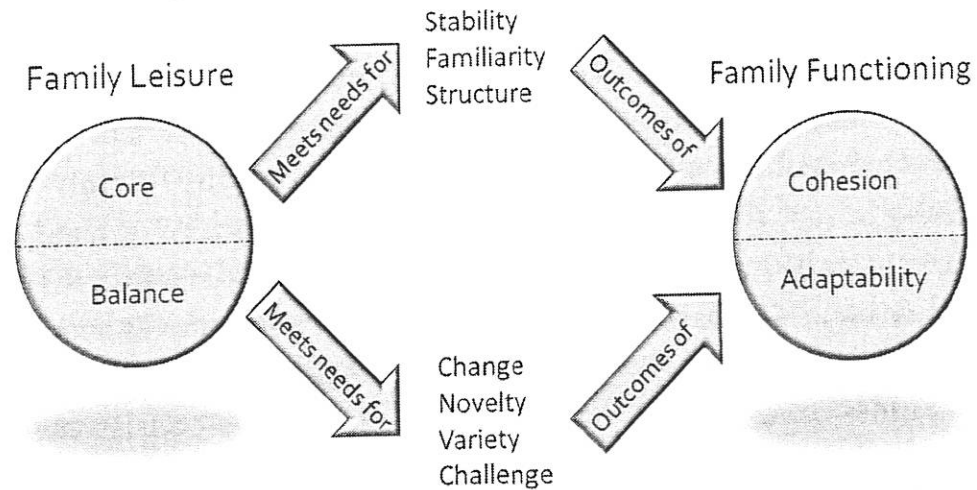 Family Leisure
Core
Balance
Meets needs for
Stability
Familiarity
Structure
Outcomes of
Meets needs for
Change
Novelty
Variety
Challenge
Outcomes of
Family Functioning
Cohesion
Adaptability